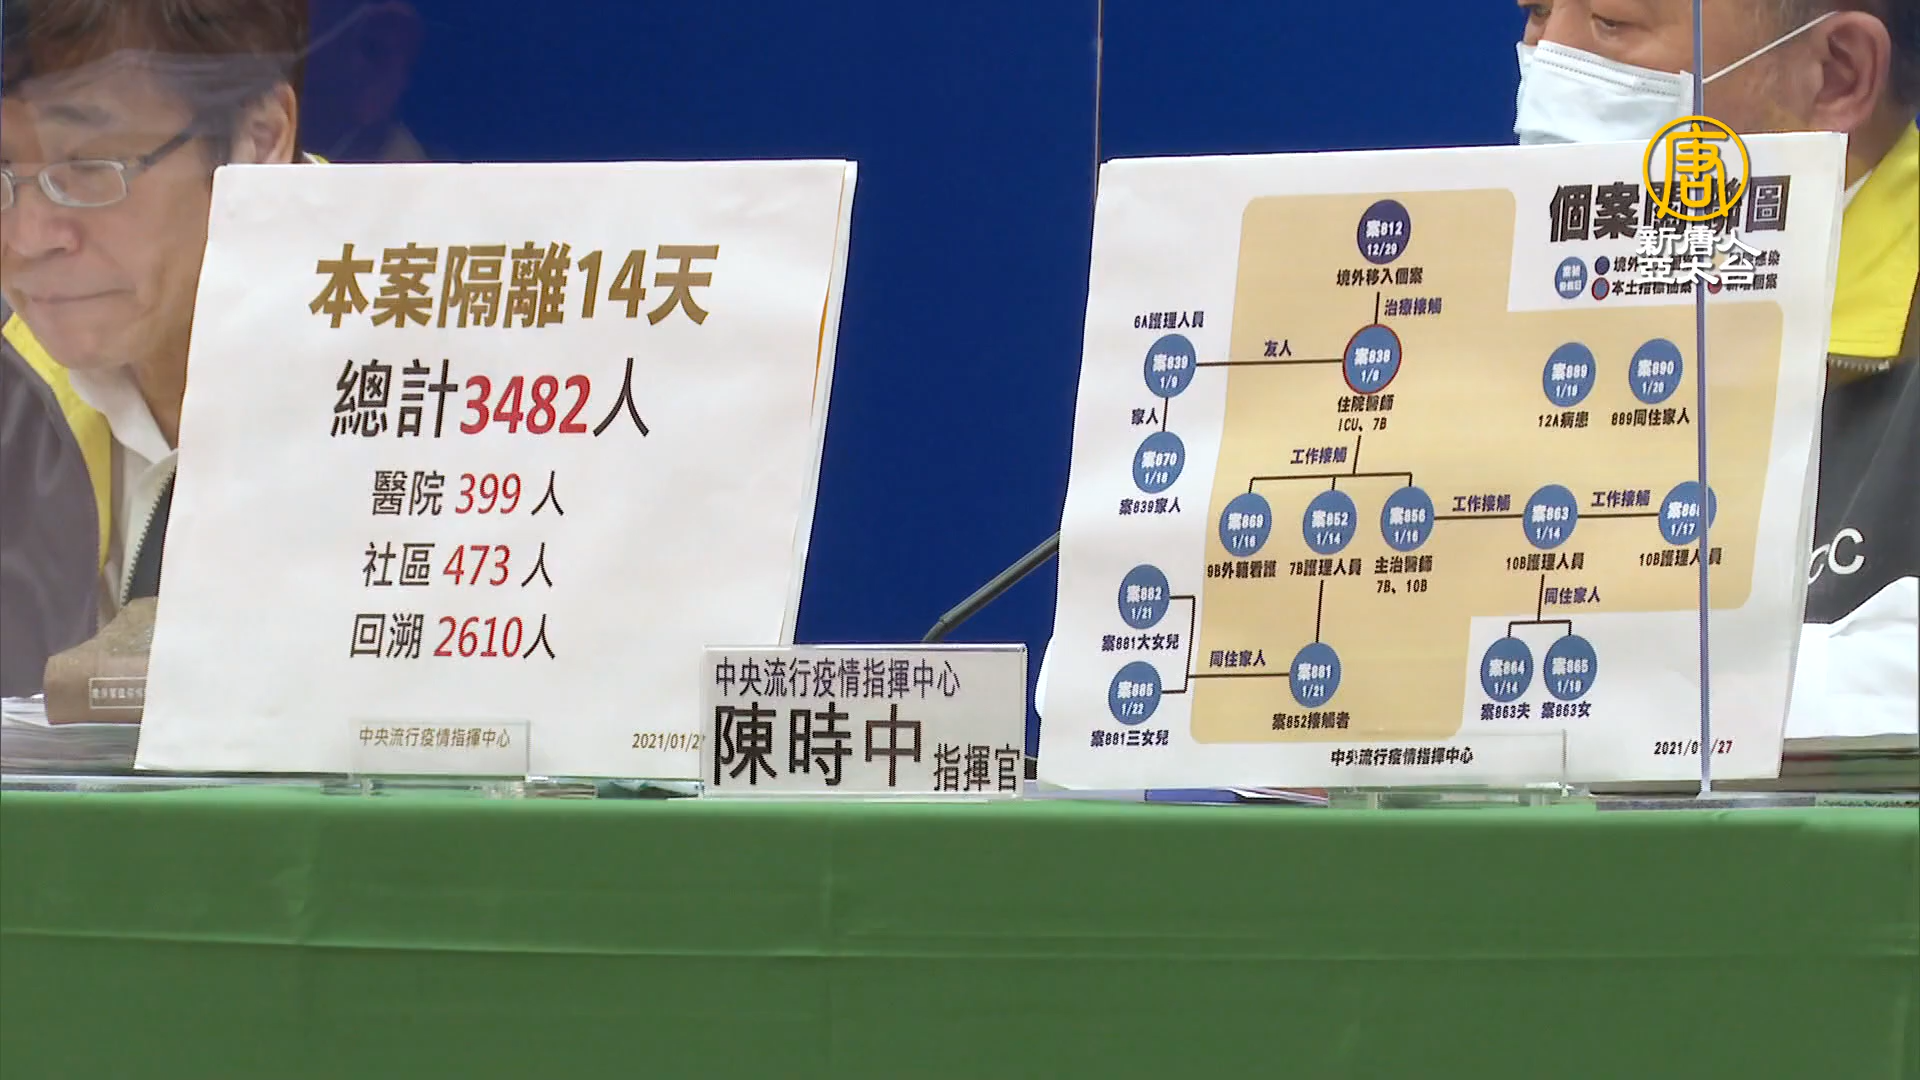 本案隔離14天
總計3482人
醫院 399 人
社區 473 人
回溯 2610人
中央流行疫情指揮中心
2021/01/2
中央流行疫情指揮中心
陳時中 指揮官
個案關聯圖
案812
12/29
境外移入個案
治療接觸
6A護理人員
案839
1/9
友人
案838
1/8
住院醫師
ICU、7B
案889
1/18
12A病患
案890
1/20
889同住家人
家人
案870
1/18
案839家人
工作接觸
案869
1/16
9B外籍看護
案852
1/14
7B護理人員
案856
1/16
主治醫師
7B、10B
工作接觸
案863
1/14
10B護理人員
工作接觸
1/17
10B護理人員
同住家人
案864
1/14
案863夫
案865
1/18
案863女
案882
1/21
案881大女兒
案885
1/22
案881三女兒
同住家人
案881
1/21
案852接觸者
中央流行疫情指揮中心
2021/01/27
唐
新唐人
亞太台